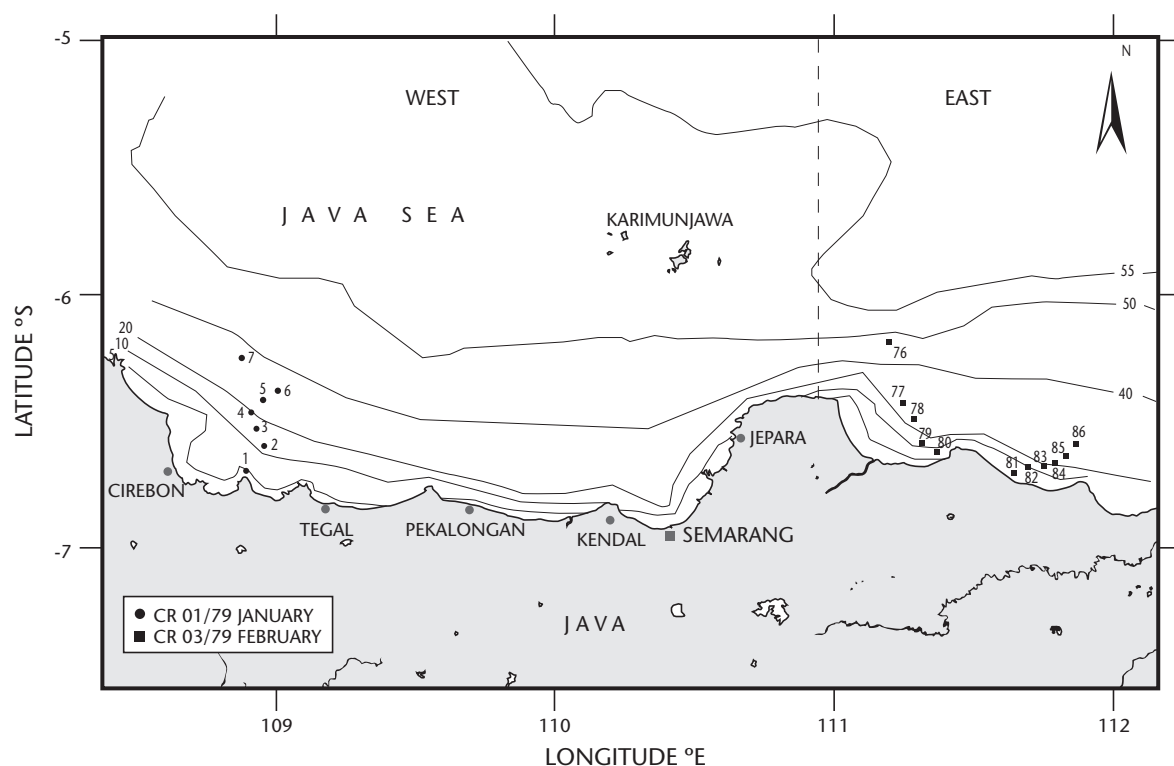 -5
N
WEST
EAST
J A V A S E A
KARIMUNJAWA
55
-6
50
20
10
5
7
76
40
6
5
4
3
2
1
77
78
79
80
81
82
83
84
85
86
JEPARA
CIREBON
TEGAL
PEKALONGAN
KENDAL
SEMARANG
-7
LATITUDE ºS
CR 01/79 JANUARY
CR 03/79 FEBRUARY
J A V A
109
110
111
112
LONGITUDE ºE